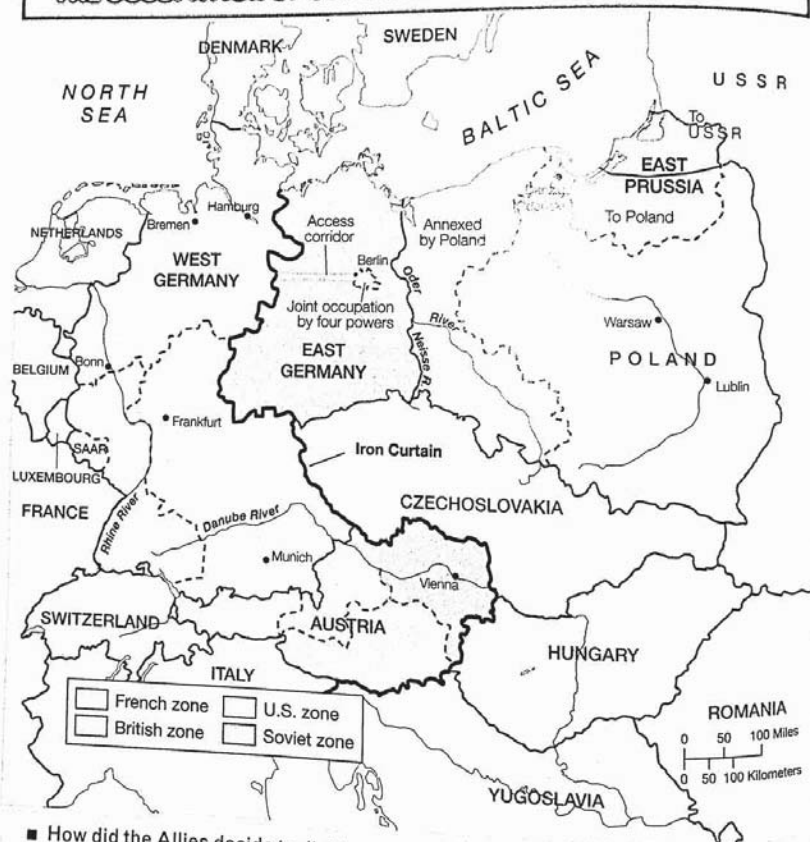 THE OCCUPATION OF
DENMARK
SWEDEN
NORTH
SEA
BALTIC SEA
USSR
To
USSR
EAST
PRUSSIA
To Poland
NETHERLANDS
Bremen
Hamburg
WEST
GERMANY
Access
corridor
Berlin
Joint occupation
by four powers
EAST
GERMANY
Annexed
by Poland
Oder
River
Neisse R.
Warsaw
POLAND
Lublin
BELGIUM
Bonn
Frankfurt
SAAR
LUXEMBOURG
FRANCE
Rhine River
Iron Curtain
CZECHOSLOVAKIA
Danube River
Munich
Vienna
SWITZERLAND
AUSTRIA
HUNGARY
ITALY
French zone
U.S. zone
British zone
Soviet zone
ROMANIA
0 50 100 Miles
0 50 100 Kilometers
YUGOSLAVIA
■ How did the Allies decide